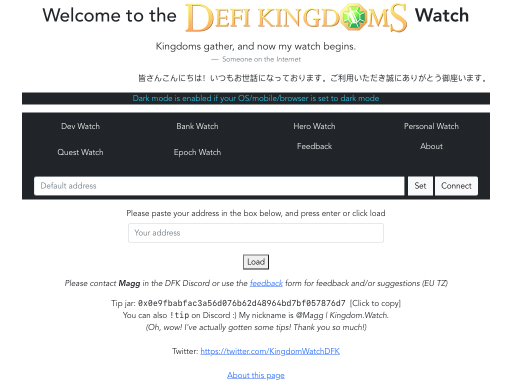 Welcome to the DEFI KINGDOMS Watch
Kingdoms gather, and now my watch begins.
— Someone on the Internet
皆さんこんにちは！いつもお世話になっております。ご利用いただき誠にありがとう御座います。
Dark mode is enabled if your OS/mobile/browser is set to dark mode
Dev Watch Bank Watch Hero Watch Personal Watch
Quest Watch Epoch Watch Feedback About
Default address Set Connect
Please paste your address in the box below, and press enter or click load
Your address
Load
Please contact Magg in the DFK Discord or use the feedback form for feedback and/or suggestions (EU TZ)
Tip jar: 0x0e9fbabfac3a56d076b62d48964bd7bf057876d7 [Click to copy]
You can also !tip on Discord :) My nickname is @Magg | Kingdom.Watch.
(Oh, wow! I've actually gotten some tips! Thank you so much!)
Twitter: https://twitter.com/KingdomWatchDFK
About this page